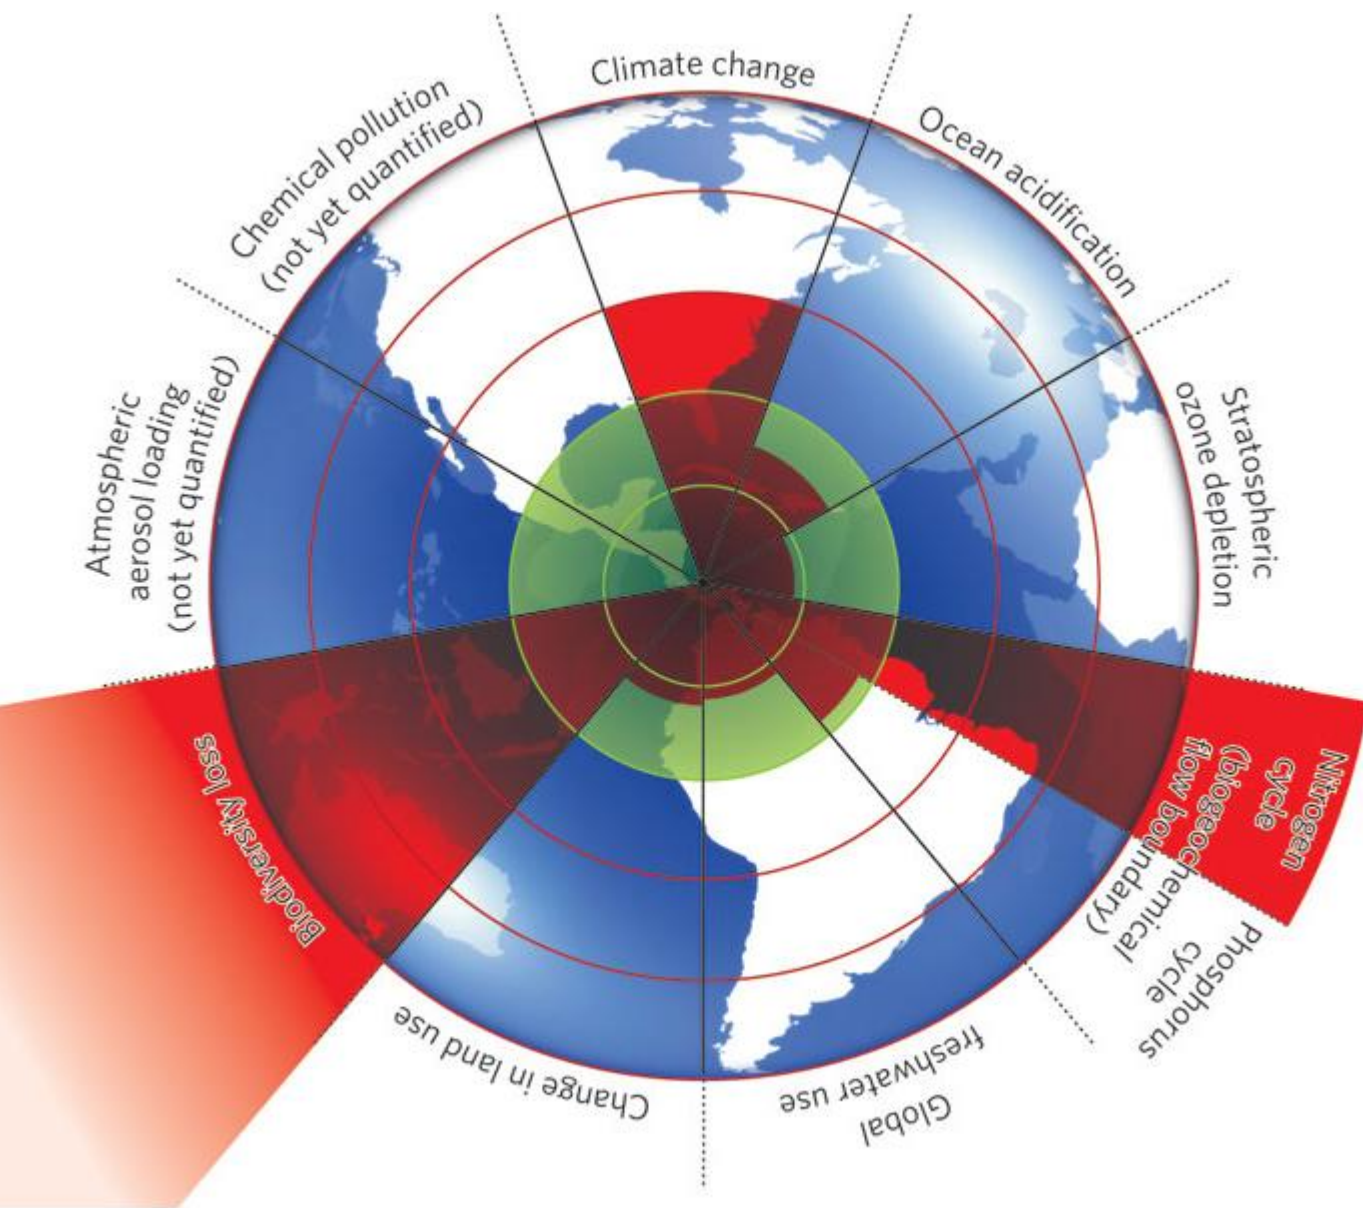 Climate change
Ocean acidification
Stratospheric
ozone depletion
Nitrogen
cycle
(biogeochemical
flow boundary)
Phosphorus
cycle
Global
freshwater use
Change in land use
Biodiversity loss
Atmospheric
aerosol loading
(not yet quantified)
Chemical pollution
(not yet quantified)